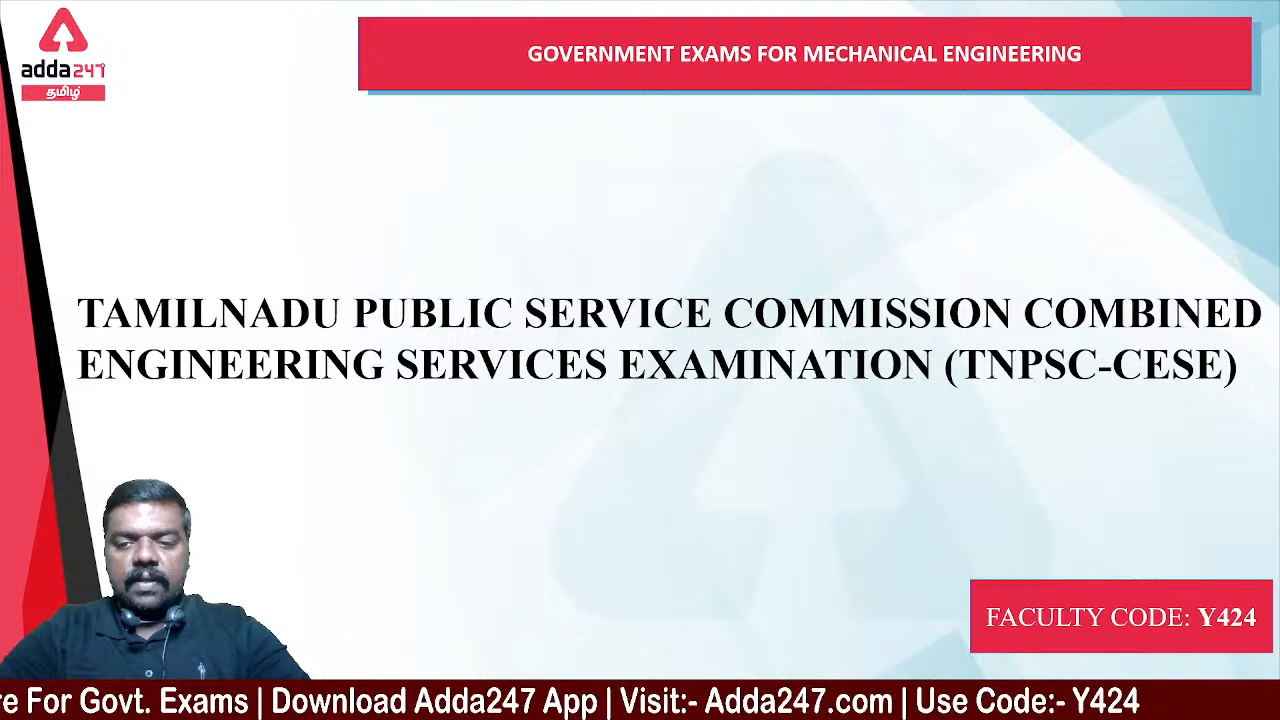 GOVERNMENT EXAMS FOR MECHANICAL ENGINEERING
adda247
தமிழ்
TAMILNADU PUBLIC SERVICE COMMISSION COMBINED
ENGINEERING SERVICES EXAMINATION (TNPSC-CESE)
FACULTY CODE: Y424
re For Govt. Exams | Download Adda247 App | Visit:- Adda247.com | Use Code:- Y424